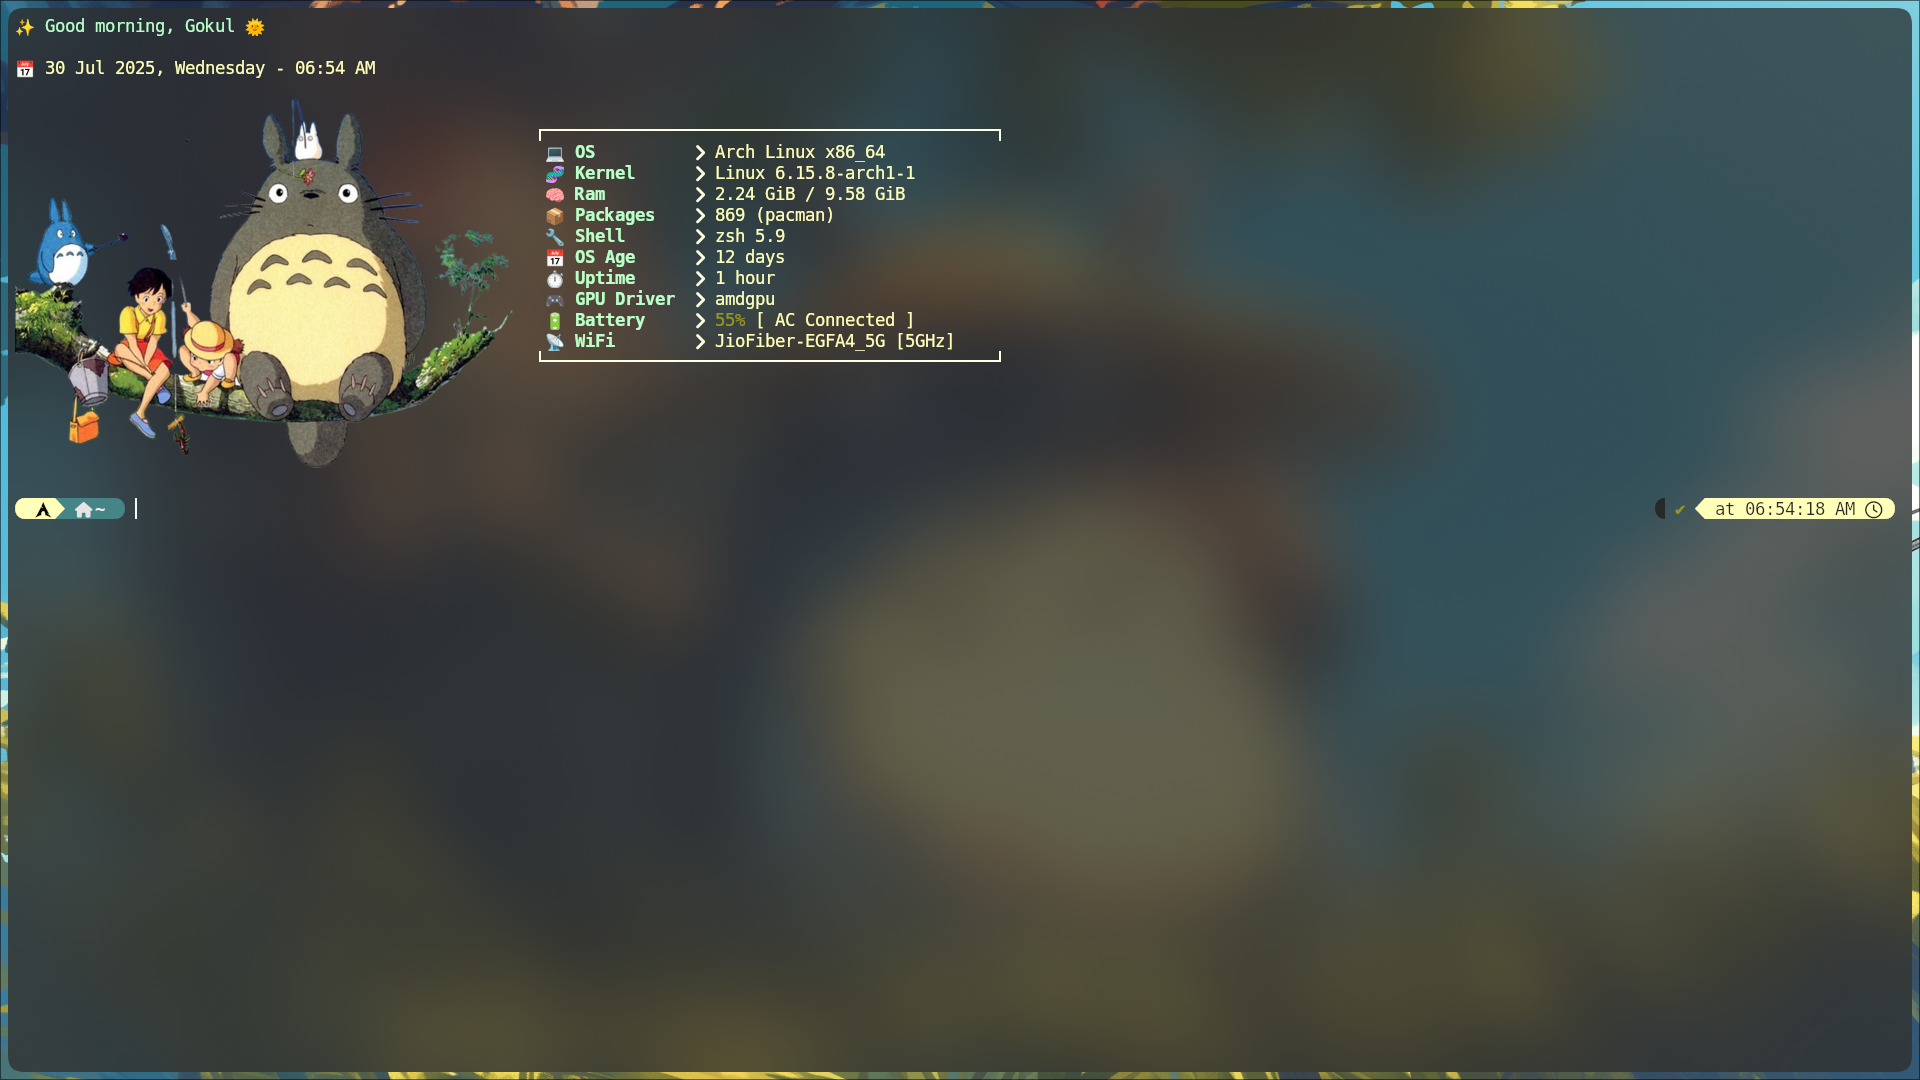 ✨ Good morning, Gokul 🌞
📅 30 Jul 2025, Wednesday - 06:54 AM
💻 OS ❯ Arch Linux x86_64
🧬 Kernel ❯ Linux 6.15.8-arch1-1
🧠 Ram ❯ 2.24 GiB / 9.58 GiB
📦 Packages ❯ 869 (pacman)
🔧 Shell ❯ zsh 5.9
📅 OS Age ❯ 12 days
⏱️ Uptime ❯ 1 hour
🎮 GPU Driver ❯ amdgpu
🔋 Battery ❯ 55% [ AC Connected ]
📡 WiFi ❯ JioFiber-EGFA4_5G [5GHz]
~ ✔ at 06:54:18 AM